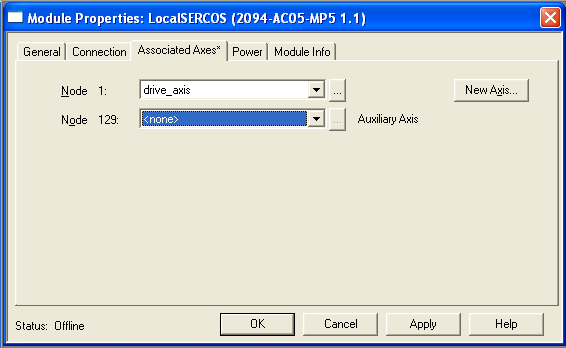 Module Properties: LocalSERCOS (2094-AC05-MP5 1.1)
General Connection Associated Axes* Power Module Info
Node 1: drive_axis ... New Axis...
Node 129: <none> ... Auxiliary Axis
Status: Offline OK Cancel Apply Help